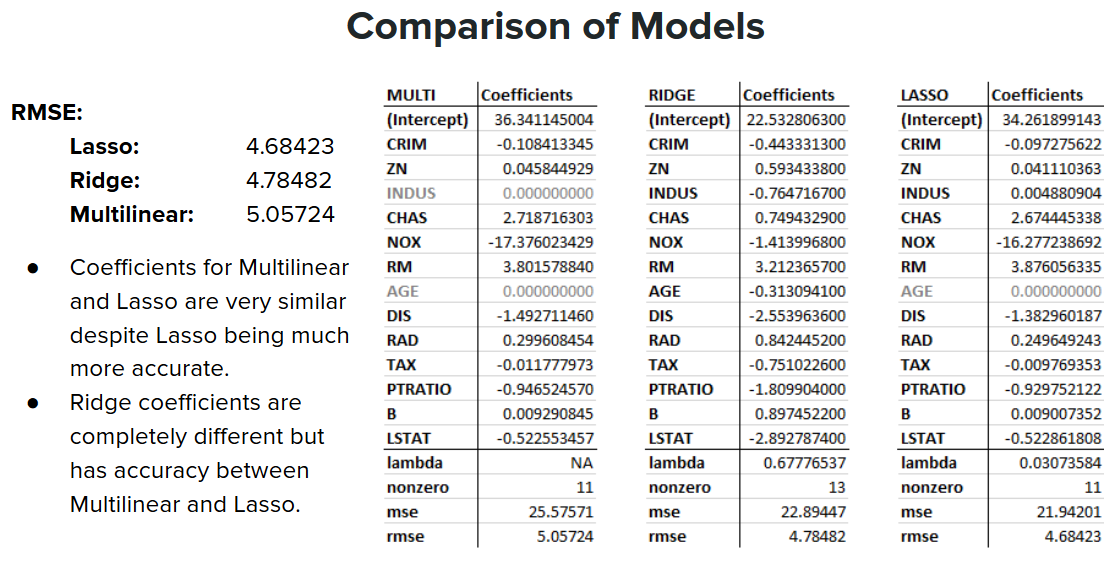 Comparison of Models
RMSE:
Lasso: 4.68423
Ridge: 4.78482
Multilinear: 5.05724
● Coefficients for Multilinear
and Lasso are very similar
despite Lasso being much
more accurate.
● Ridge coefficients are
completely different but
has accuracy between
Multilinear and Lasso.
MULTI Coefficients
(Intercept) 36.341145004
CRIM -0.108413345
ZN 0.045844929
INDUS 0.000000000
CHAS 2.718716303
NOX -17.376023429
RM 3.801578840
AGE 0.000000000
DIS -1.492711460
RAD 0.299608454
TAX -0.011777973
PTRATIO -0.946524570
B 0.009290845
LSTAT -0.522553457
lambda NA
nonzero 11
mse 25.57571
rmse 5.05724
RIDGE Coefficients
(Intercept) 22.532806300
CRIM -0.443331300
ZN 0.593433800
INDUS -0.764716700
CHAS 0.749432900
NOX -1.413996800
RM 3.212365700
AGE -0.313094100
DIS -2.553963600
RAD 0.842445200
TAX -0.751022600
PTRATIO -1.809904000
B 0.897452200
LSTAT -2.892787400
lambda 0.67776537
nonzero 13
mse 22.89447
rmse 4.78482
LASSO Coefficients
(Intercept) 34.261899143
CRIM -0.097275622
ZN 0.041110363
INDUS 0.004880904
CHAS 2.674445338
NOX -16.277238692
RM 3.876056335
AGE 0.000000000
DIS -1.382960187
RAD 0.249649243
TAX -0.009769353
PTRATIO -0.929752122
B 0.009007352
LSTAT -0.522861808
lambda 0.03073584
nonzero 11
mse 21.94201
rmse 4.68423